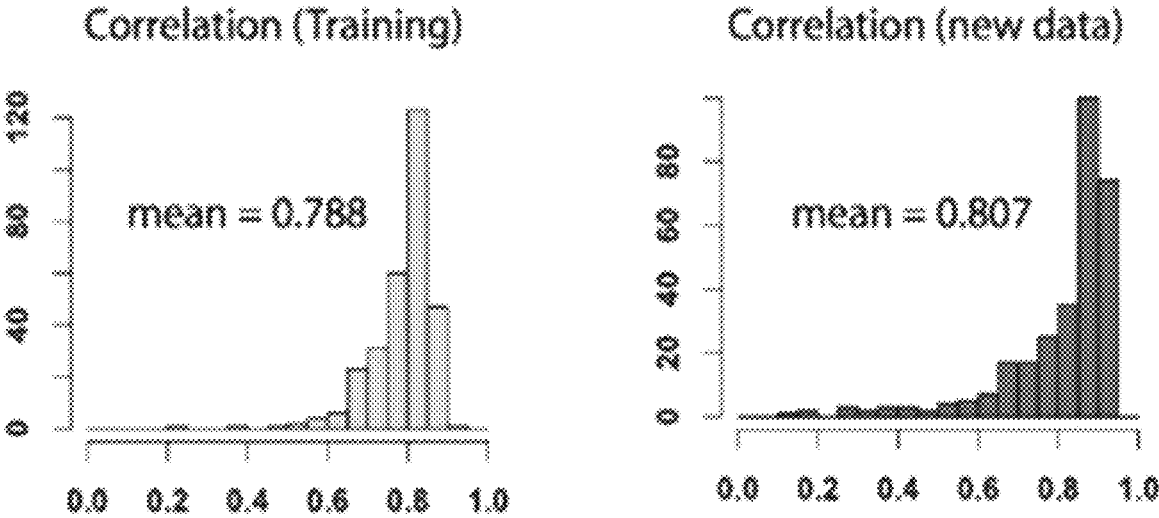 Correlation (Training)
120
80
40
0
mean = 0.788
0.0 0.2 0.4 0.6 0.8 1.0
Correlation (new data)
80
60
40
20
0
mean = 0.807
0.0 0.2 0.4 0.6 0.8 1.0